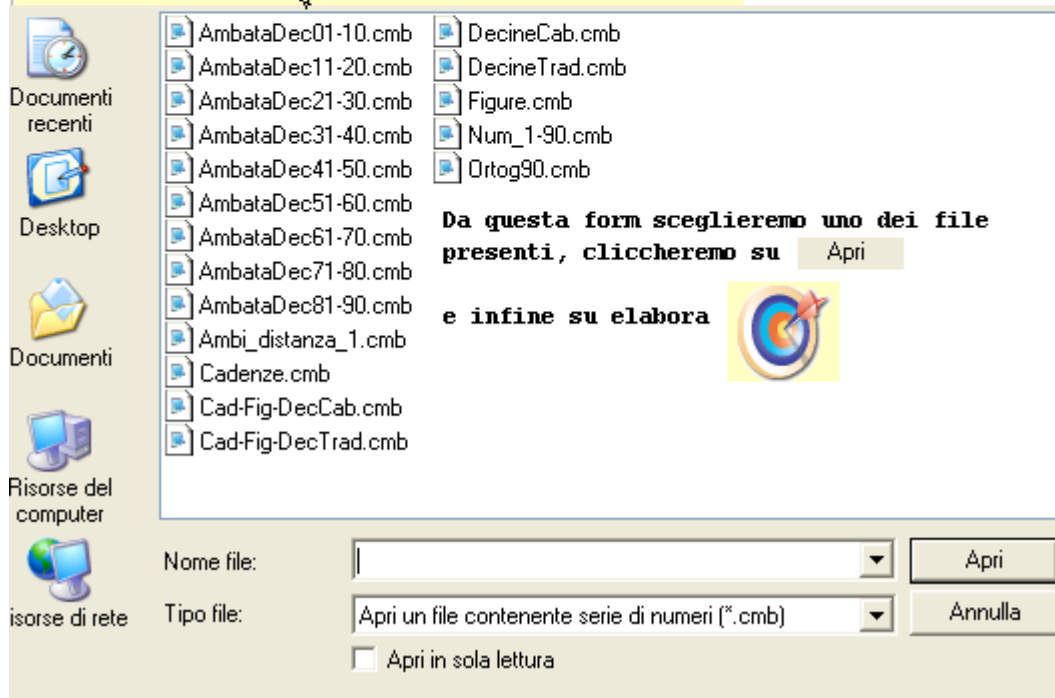 Documenti
recenti
Desktop
Documenti
Risorse del
computer
isorse di rete
AmbataDec01-10.cmb
AmbataDec11-20.cmb
AmbataDec21-30.cmb
AmbataDec31-40.cmb
AmbataDec41-50.cmb
AmbataDec51-60.cmb
AmbataDec61-70.cmb
AmbataDec71-80.cmb
AmbataDec81-90.cmb
Ambi_distanza_1.cmb
Cadenze.cmb
Cad-Fig-DecCab.cmb
Cad-Fig-DecTrad.cmb
DecineCab.cmb
DecineTrad.cmb
Figure.cmb
Num_1-90.cmb
Ortog90.cmb
Da questa form sceglieremo uno dei file
presenti, cliccheremo su Apri
e infine su elabora
Nome file:
Apri
Tipo file:
Apri un file contenente serie di numeri (*.cmb)
Annulla
Apri in sola lettura